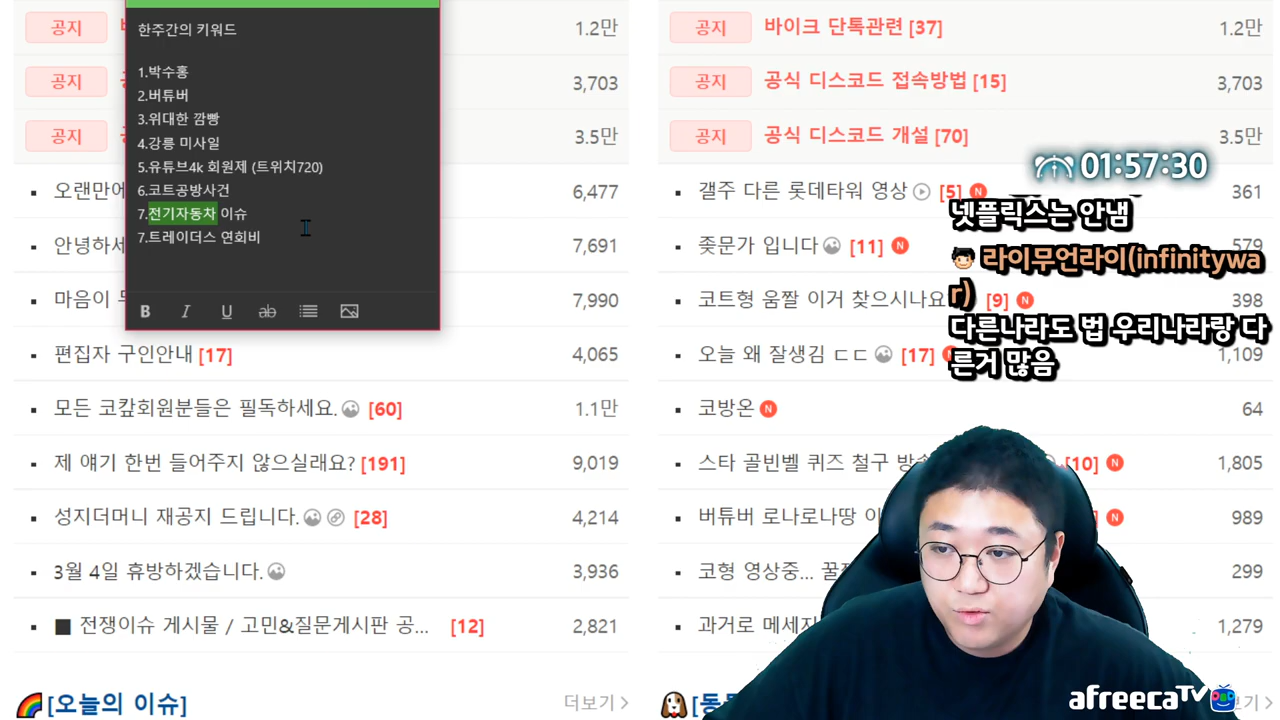 한주간의 키워드
1.박수홍
2.버튜버
3.위대한 깜빵
4.강릉 미사일
5.유튜브4k 회원제 (트위치720)
6.코트공방사건
7.전기자동차 이슈
7.트레이더스 연회비
B I U ab
공지 1.2만
공지 3,703
공지 3.5만
오랜만에 6,477
안녕하세 7,691
마음이 7,990
편집자 구인안내 [17] 4,065
모든 코캎회원분들은 필독하세요. [60] 1.1만
제 얘기 한번 들어주지 않으실래요? [191] 9,019
성지더머니 재공지 드립니다. [28] 4,214
3월 4일 휴방하겠습니다. 3,936
■ 전쟁이슈 게시물 / 고민&질문게시판 공... [12] 2,821
[오늘의 이슈] 더보기 >
공지 바이크 단톡관련 [37] 1.2만
공지 공식 디스코드 접속방법 [15] 3,703
공지 공식 디스코드 개설 [70] 3.5만
갤주 다른 롯데타워 영상 [5] N 361
좆문가 입니다 [11] N 579
코트형 움짤 이거 찾으시나요 [9] N 398
오늘 왜 잘생김 ㄷㄷ [17] 1,109
코방온 N 64
스타 골빈벨 퀴즈 철구 [10] N 1,805
버튜버 로나로나땅 N 989
코형 영상중... 299
과거로 1,279
01:57:30
넷플릭스는 안냄
라이무언라이(infinitywa
r)
다른나라도 법 우리나라랑 다
른거 많음
afreecaTV